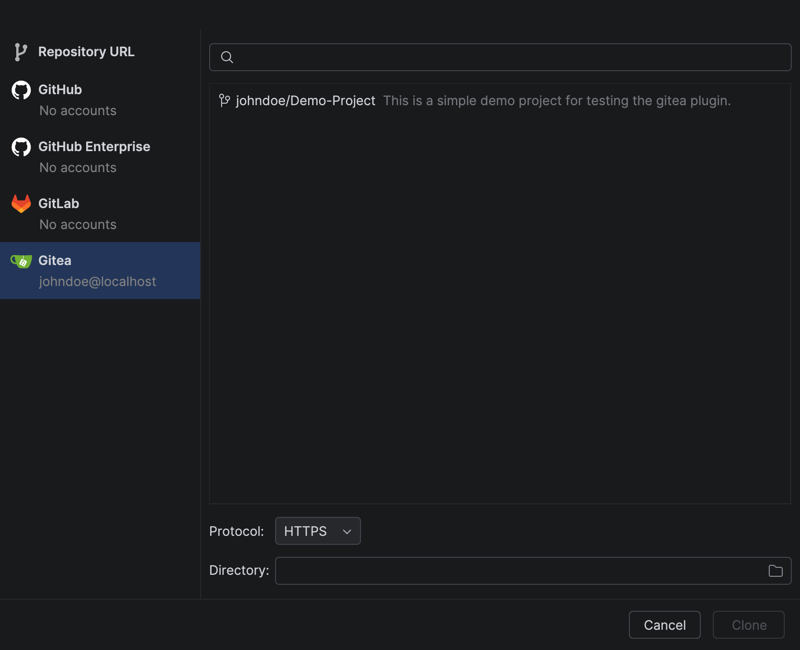 Repository URL
GitHub
No accounts
GitHub Enterprise
No accounts
GitLab
No accounts
Gitea
johndoe@localhost
johndoe/Demo-Project This is a simple demo project for testing the gitea plugin.
Protocol: HTTPS
Directory:
Cancel Clone